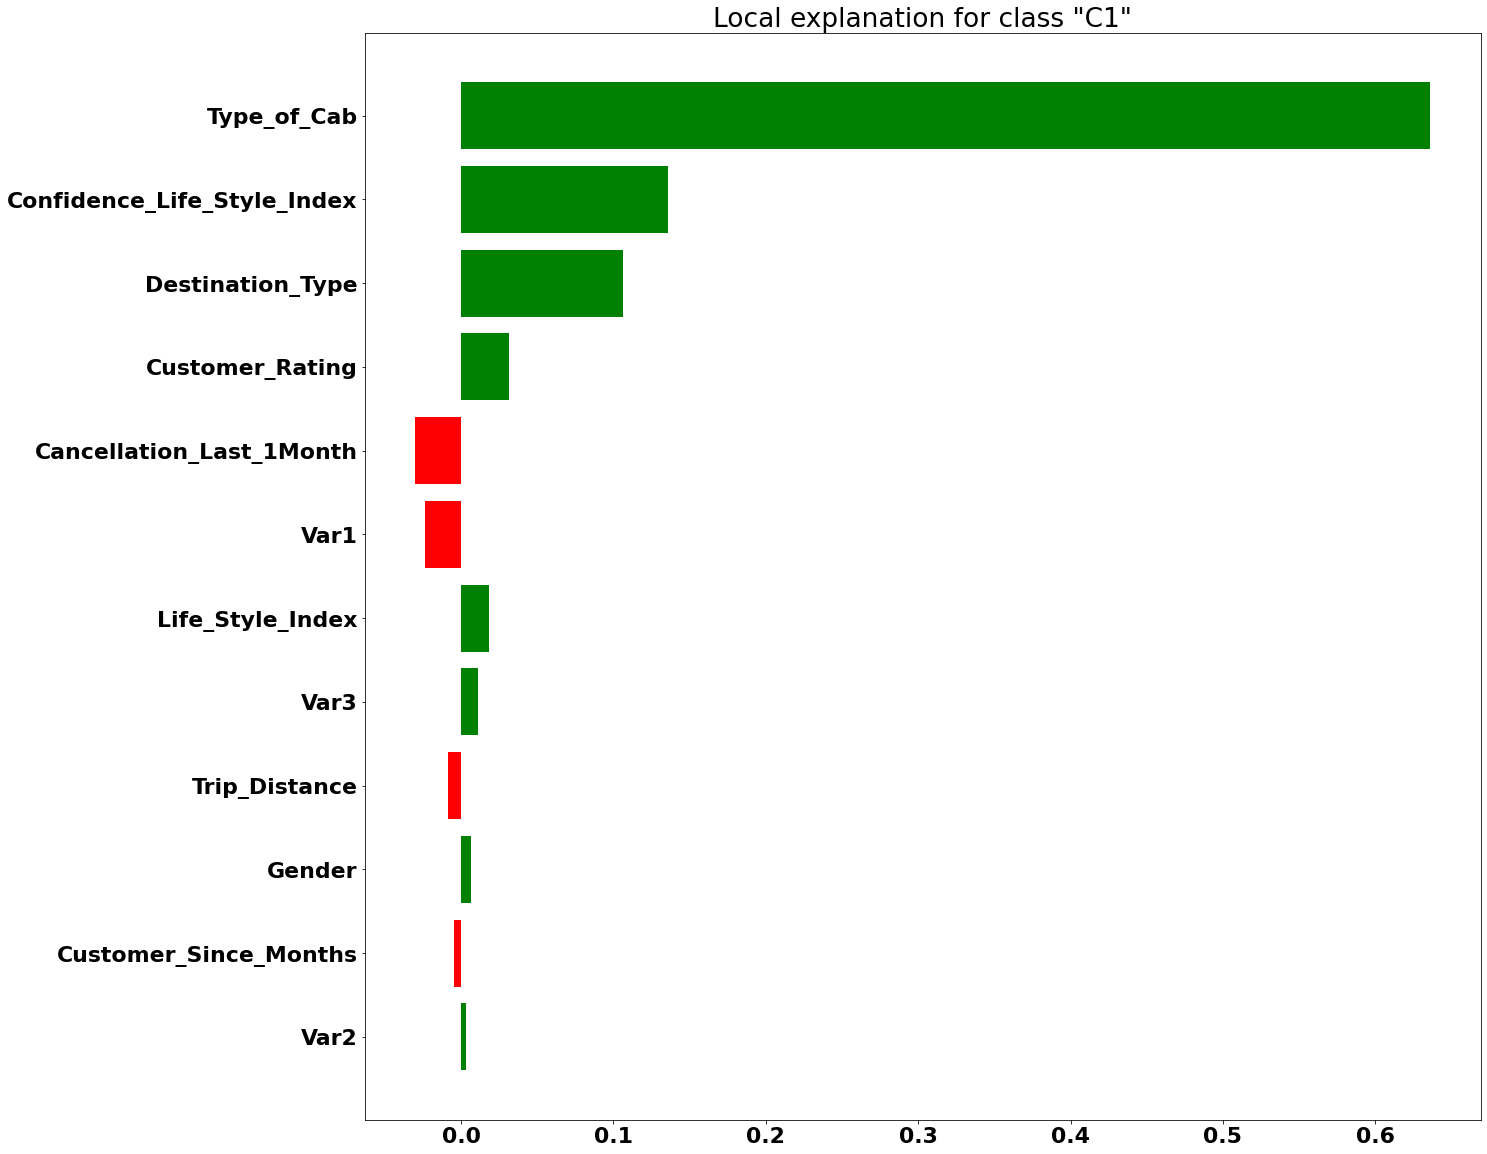 Local explanation for class "C1"
Type_of_Cab
Confidence_Life_Style_Index
Destination_Type
Customer_Rating
Cancellation_Last_1Month
Var1
Life_Style_Index
Var3
Trip_Distance
Gender
Customer_Since_Months
Var2
0.0 0.1 0.2 0.3 0.4 0.5 0.6